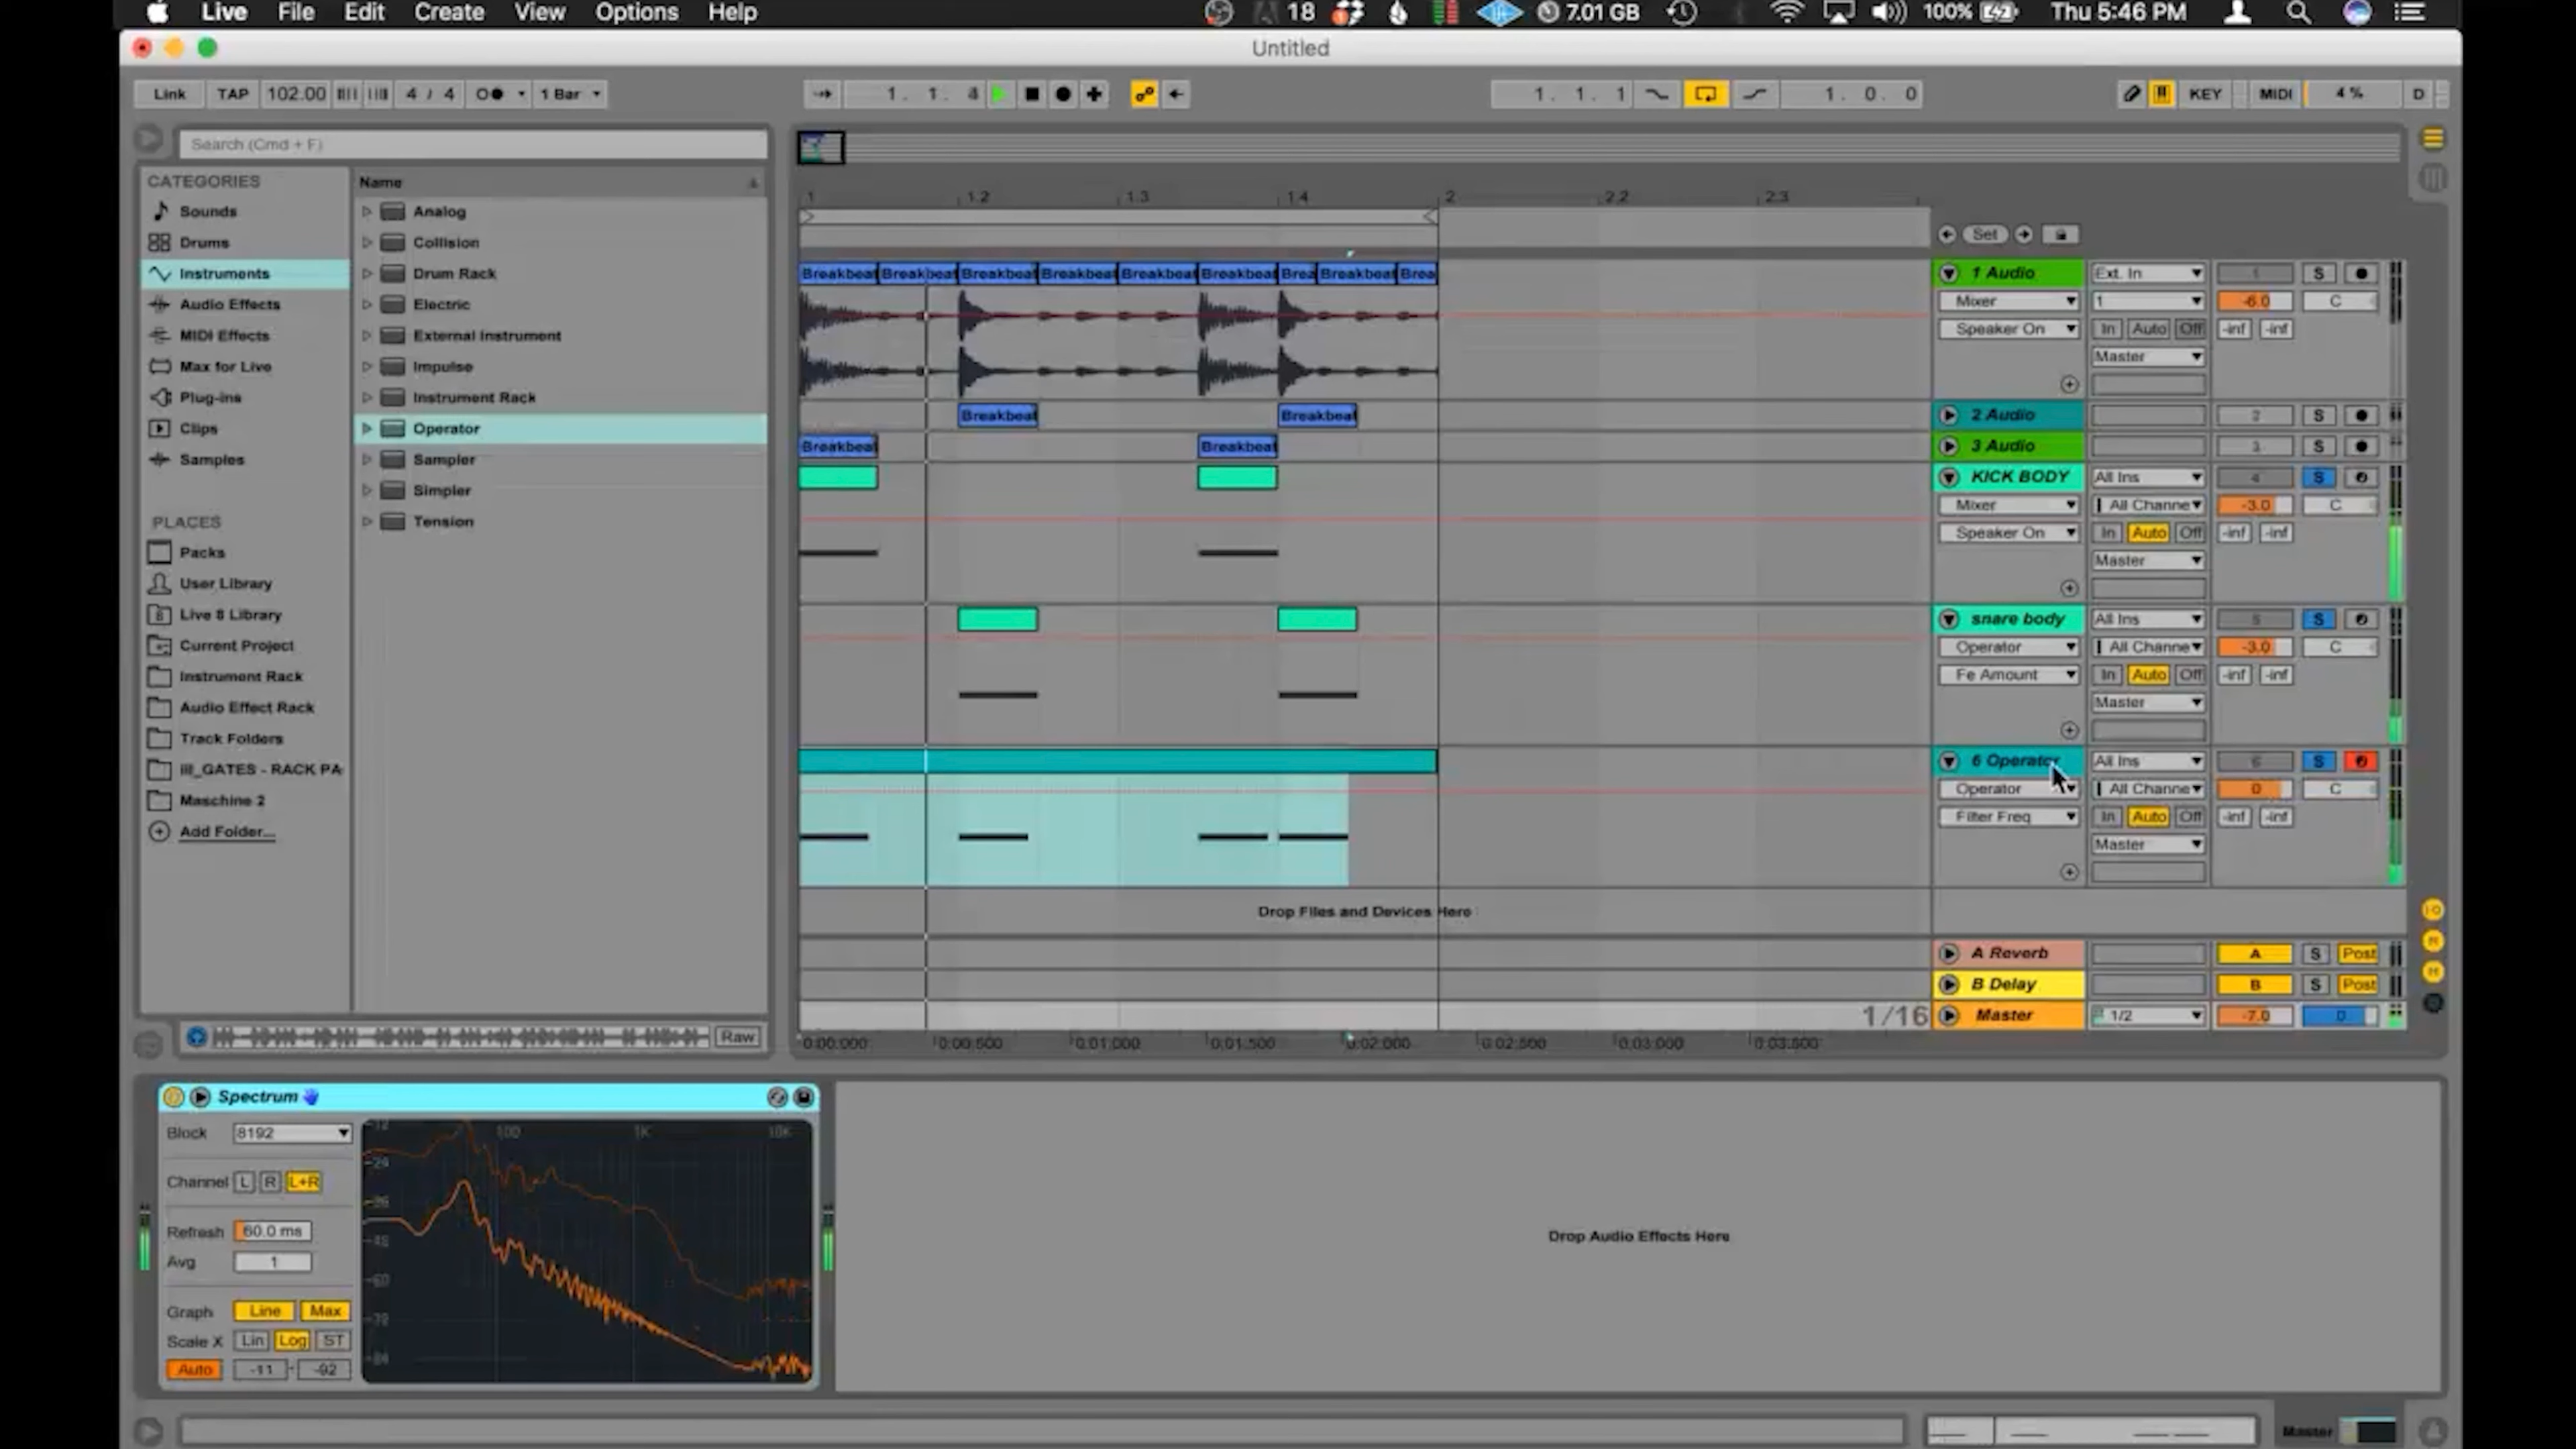 Live File Edit Create View Options Help 18 7.01 GB 100% Thu 5:46 PM
Untitled
Link TAP 102.00 4 / 4 1 Bar 1. 1. 4 1. 1. 1 1. 0. 0 KEY MIDI 4 % D
Search (Cmd + F)
CATEGORIES
Sounds
Drums
Instruments
Audio Effects
MIDI Effects
Max for Live
Plug-ins
Clips
Samples
PLACES
Packs
User Library
Live 8 Library
Current Project
Instrument Rack
Audio Effect Rack
Track Folders
ill_GATES - RACK PA
Maschine 2
Add Folder...
Name
Analog
Collision
Drum Rack
Electric
External Instrument
Impulse
Instrument Rack
Operator
Sampler
Simpler
Tension
Raw
1 1.2 1.3 1.4 2 2.2 2.3
Set
Breakbeat Breakbeat Breakbeat Breakbeat Breakbeat Breakbeat Brea Breakbeat Brea
1 Audio Ext. In 1 S
Mixer 1 -6.0 C
Speaker On In Auto Off -inf -inf
Master
Breakbeat Breakbeat
2 Audio 2 S
Breakbeat Breakbeat
3 Audio 3 S
KICK BODY All Ins 4 S
Mixer All Channe -3.0 C
Speaker On In Auto Off -inf -inf
Master
snare body All Ins 5 S
Operator All Channe -3.0 C
Fe Amount In Auto Off -inf -inf
Master
6 Operator All Ins 6 S
Operator All Channe 0 C
Filter Freq In Auto Off -inf -inf
Master
Drop Files and Devices Here
A Reverb A S Post
B Delay B S Post
1/16 Master 1/2 -7.0 0
0:00:000 0:00:500 0:01:000 0:01:500 0:02:000 0:02:500 0:03:000 0:03:500
Spectrum
Block 8192
Channel L R L+R
Refresh 60.0 ms
Avg 1
Graph Line Max
Scale X Lin Log ST
Auto -11 - -92
-12 100 1K 10K
-24
-36
-48
-60
-72
-84
Drop Audio Effects Here
Master